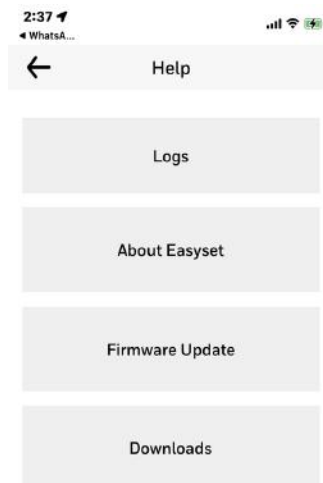 2:37
WhatsA...
Help
Logs
About Easyset
Firmware Update
Downloads